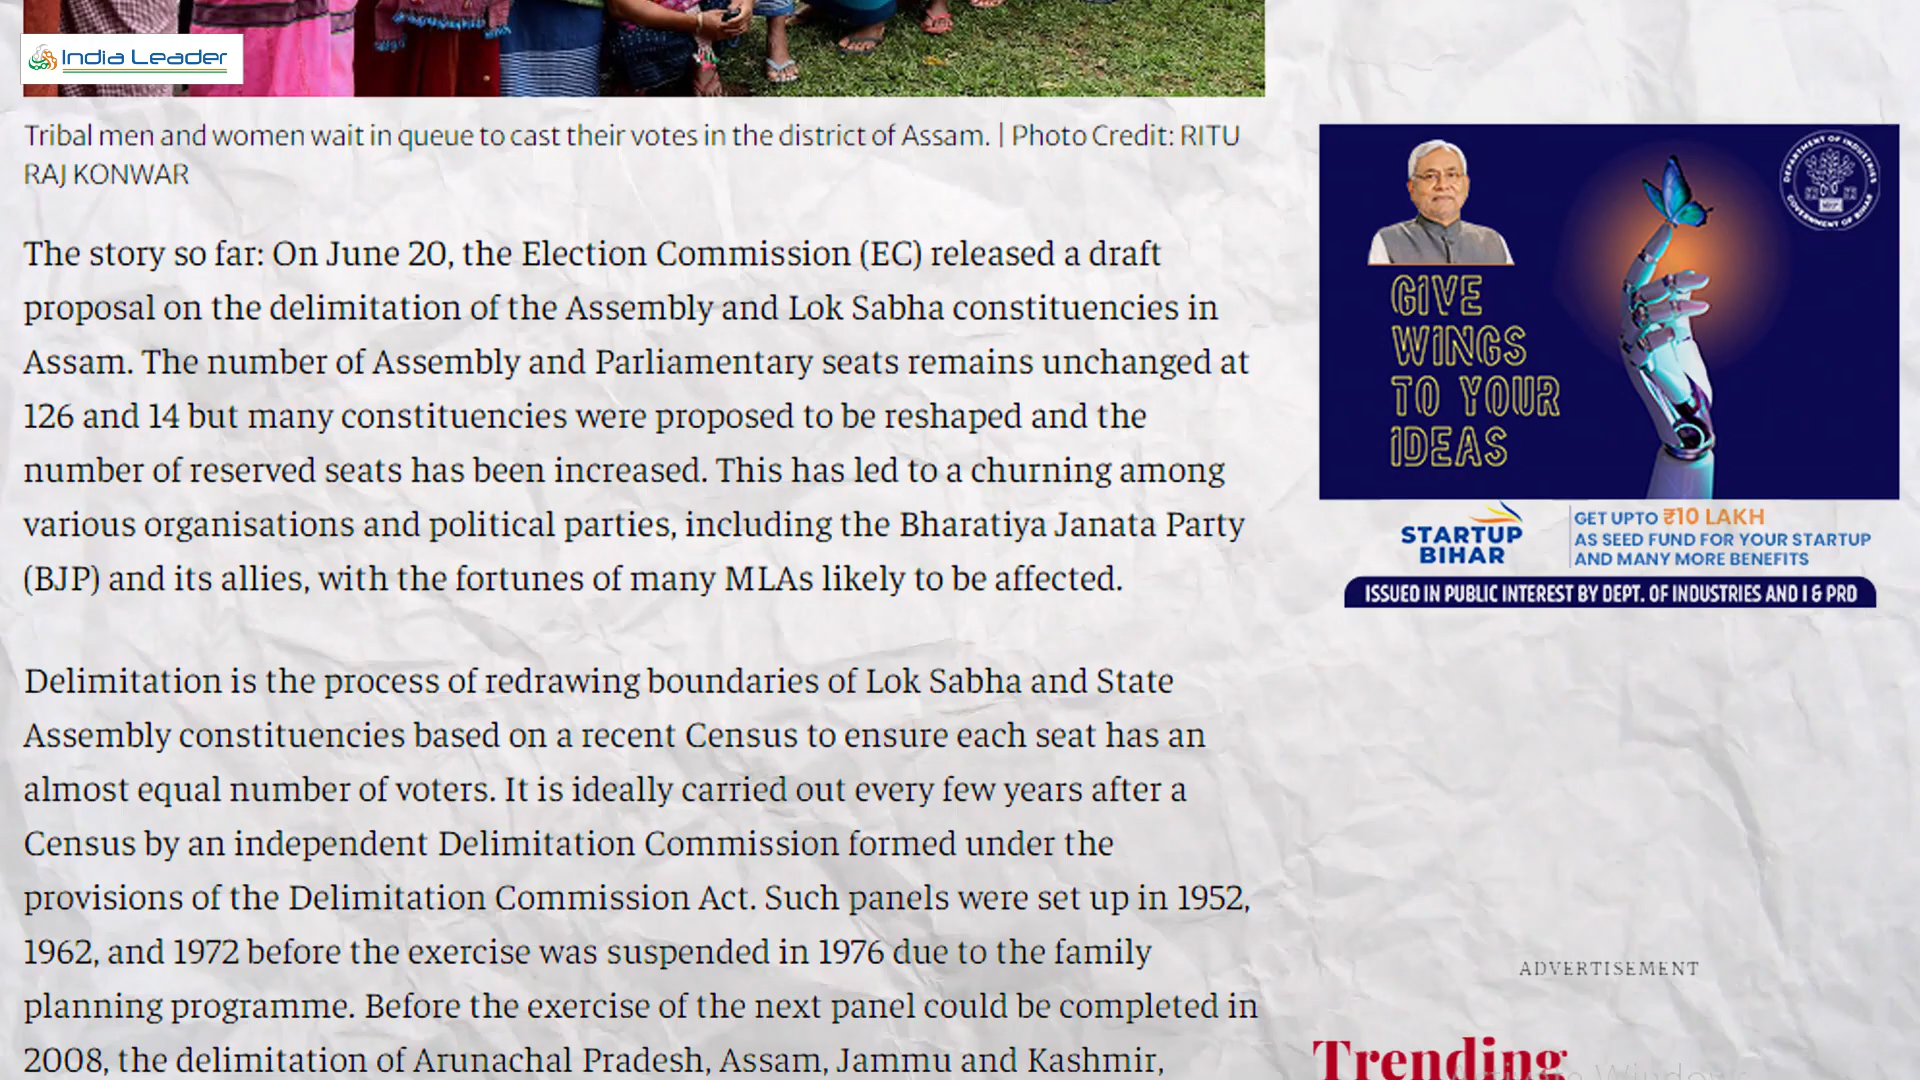 India Leader
Tribal men and women wait in queue to cast their votes in the district of Assam. | Photo Credit: RITU
RAJ KONWAR
The story so far: On June 20, the Election Commission (EC) released a draft
proposal on the delimitation of the Assembly and Lok Sabha constituencies in
Assam. The number of Assembly and Parliamentary seats remains unchanged at
126 and 14 but many constituencies were proposed to be reshaped and the
number of reserved seats has been increased. This has led to a churning among
various organisations and political parties, including the Bharatiya Janata Party
(BJP) and its allies, with the fortunes of many MLAs likely to be affected.
Delimitation is the process of redrawing boundaries of Lok Sabha and State
Assembly constituencies based on a recent Census to ensure each seat has an
almost equal number of voters. It is ideally carried out every few years after a
Census by an independent Delimitation Commission formed under the
provisions of the Delimitation Commission Act. Such panels were set up in 1952,
1962, and 1972 before the exercise was suspended in 1976 due to the family
planning programme. Before the exercise of the next panel could be completed in
2008, the delimitation of Arunachal Pradesh, Assam, Jammu and Kashmir,
DEPARTMENT OF INDUSTRIES
GOVERNMENT OF BIHAR
GIVE
WINGS
TO YOUR
IDEAS
STARTUP
BIHAR
GET UPTO ₹10 LAKH
AS SEED FUND FOR YOUR STARTUP
AND MANY MORE BENEFITS
ISSUED IN PUBLIC INTEREST BY DEPT. OF INDUSTRIES AND I & PRD
ADVERTISEMENT
Trending